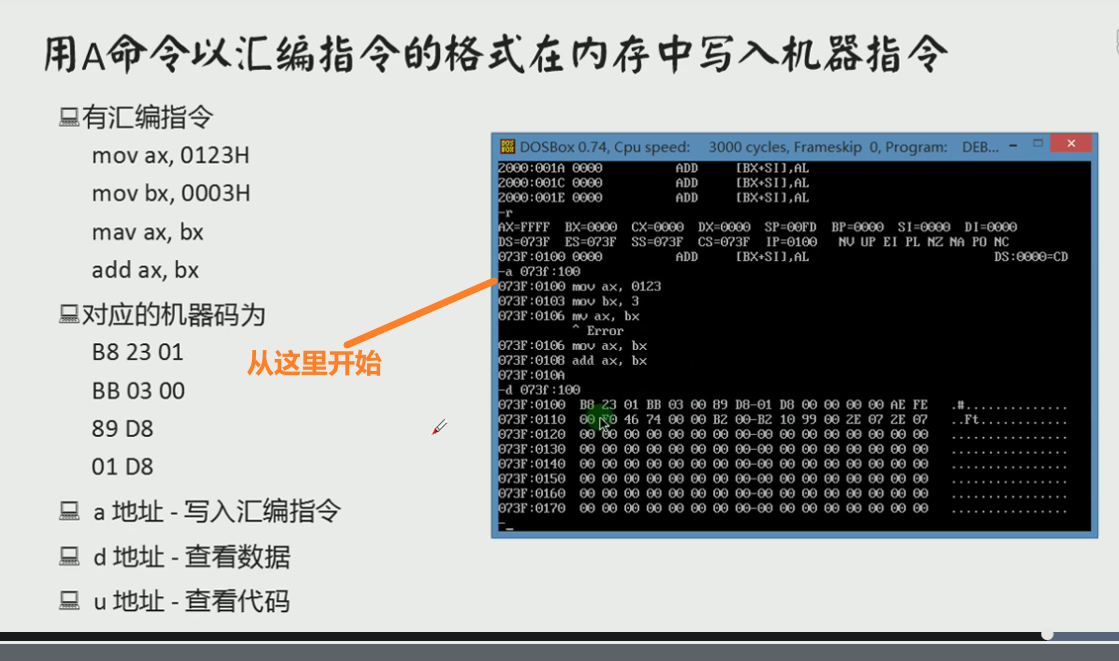 用A命令以汇编指令的格式在内存中写入机器指令
有汇编指令
mov ax, 0123H
mov bx, 0003H
mav ax, bx
add ax, bx
对应的机器码为
B8 23 01
BB 03 00
89 D8
01 D8
a 地址 - 写入汇编指令
d 地址 - 查看数据
u 地址 - 查看代码
从这里开始
DOSBox 0.74, Cpu speed: 3000 cycles, Frameskip 0, Program: DEB...
2000:001A 0000 ADD [BX+SI],AL
2000:001C 0000 ADD [BX+SI],AL
2000:001E 0000 ADD [BX+SI],AL
-r
AX=FFFF BX=0000 CX=0000 DX=0000 SP=00FD BP=0000 SI=0000 DI=0000
DS=073F ES=073F SS=073F CS=073F IP=0100 NV UP EI PL NZ NA PO NC
073F:0100 0000 ADD [BX+SI],AL DS:0000=CD
-a 073f:100
073F:0100 mov ax, 0123
073F:0103 mov bx, 3
073F:0106 mv ax, bx
^ Error
073F:0106 mov ax, bx
073F:0108 add ax, bx
073F:010A
-d 073f:100
073F:0100 B8 23 01 BB 03 00 89 D8-01 D8 00 00 00 00 AE FE .#..............
073F:0110 00 F0 46 74 00 00 B2 00-B2 10 99 00 2E 07 2E 07 ..Ft............
073F:0120 00 00 00 00 00 00 00 00-00 00 00 00 00 00 00 00 ................
073F:0130 00 00 00 00 00 00 00 00-00 00 00 00 00 00 00 00 ................
073F:0140 00 00 00 00 00 00 00 00-00 00 00 00 00 00 00 00 ................
073F:0150 00 00 00 00 00 00 00 00-00 00 00 00 00 00 00 00 ................
073F:0160 00 00 00 00 00 00 00 00-00 00 00 00 00 00 00 00 ................
073F:0170 00 00 00 00 00 00 00 00-00 00 00 00 00 00 00 00 ................
-